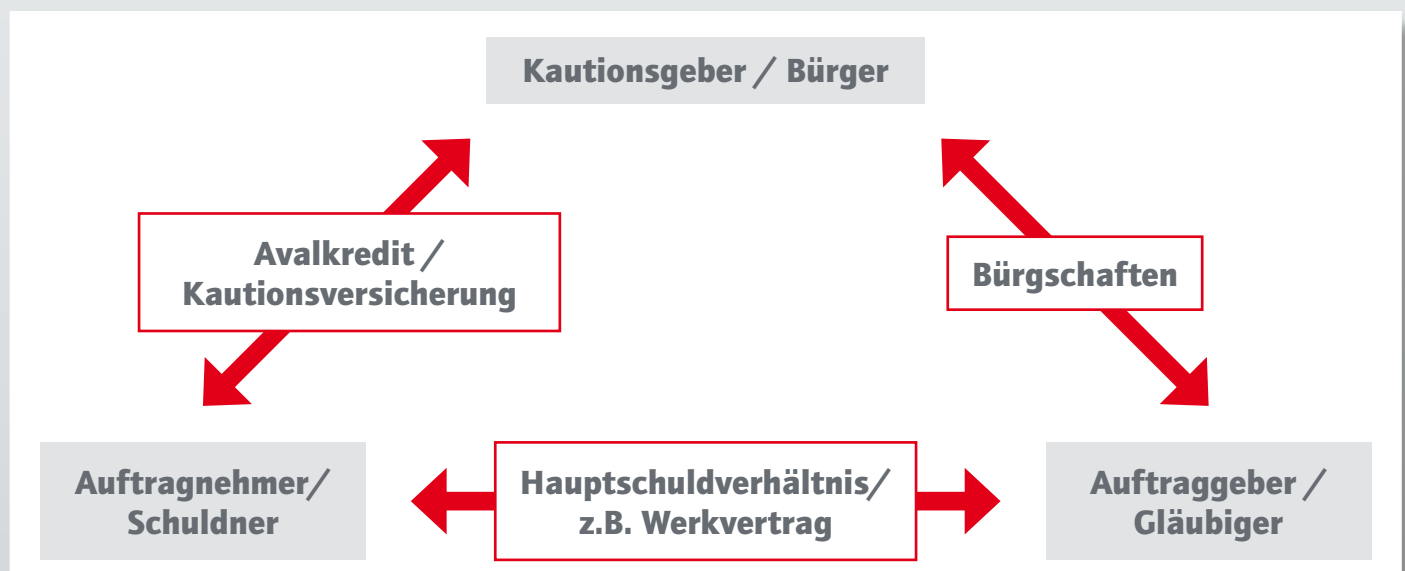 Kautionsgeber / Bürger
Avalkredit /
Kautionsversicherung
Bürgschaften
Auftragnehmer/
Schuldner
Hauptschuldverhältnis/
z.B. Werkvertrag
Auftraggeber /
Gläubiger